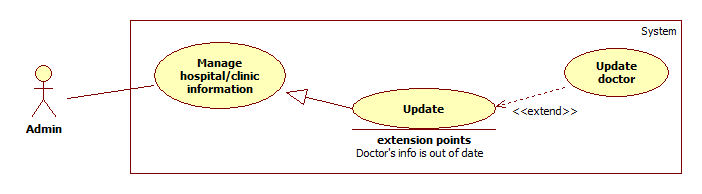 System
Manage
hospital/clinic
information
Update
doctor
Admin
Update
<<extend>>
extension points
Doctor's info is out of date